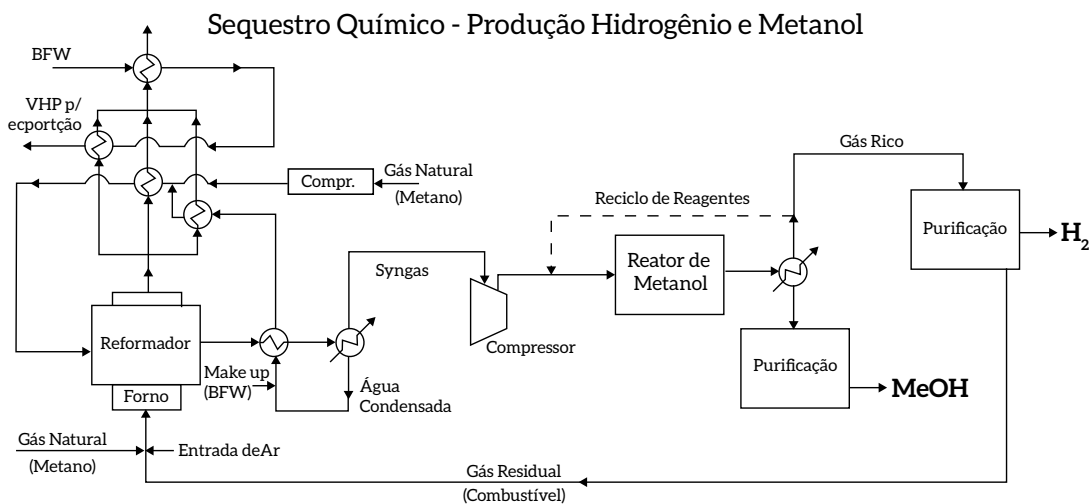 Sequestro Químico - Produção Hidrogênio e Metanol
BFW
VHP p/
ecportção
Compr.
Gás Natural
(Metano)
Gás Rico
Purificação
H₂
Reciclo de Reagentes
Reator de
Metanol
Syngas
Compressor
Reformador
Forno
Make up
(BFW)
Água
Condensada
Purificação
MeOH
Gás Natural
(Metano)
Entrada deAr
Gás Residual
(Combustível)